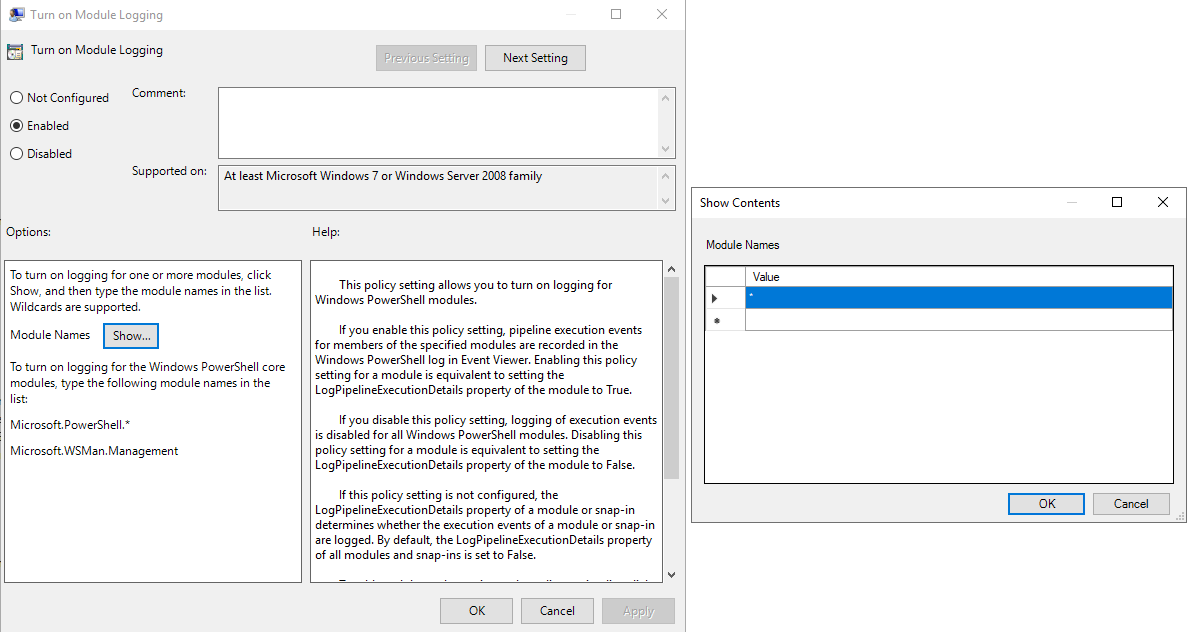 Turn on Module Logging
Turn on Module Logging
Previous Setting
Next Setting
Not Configured
Enabled
Disabled
Comment:
Supported on:
At least Microsoft Windows 7 or Windows Server 2008 family
Options:
Help:
To turn on logging for one or more modules, click
Show, and then type the module names in the list.
Wildcards are supported.
Module Names
Show...
To turn on logging for the Windows PowerShell core
modules, type the following module names in the
list:
Microsoft.PowerShell.*
Microsoft.WSMan.Management
This policy setting allows you to turn on logging for
Windows PowerShell modules.
If you enable this policy setting, pipeline execution events
for members of the specified modules are recorded in the
Windows PowerShell log in Event Viewer. Enabling this policy
setting for a module is equivalent to setting the
LogPipelineExecutionDetails property of the module to True.
If you disable this policy setting, logging of execution events
is disabled for all Windows PowerShell modules. Disabling this
policy setting for a module is equivalent to setting the
LogPipelineExecutionDetails property of the module to False.
If this policy setting is not configured, the
LogPipelineExecutionDetails property of a module or snap-in
determines whether the execution events of a module or snap-in
are logged. By default, the LogPipelineExecutionDetails property
of all modules and snap-ins is set to False.
OK
Cancel
Apply
Show Contents
Module Names
Value
*
*
OK
Cancel